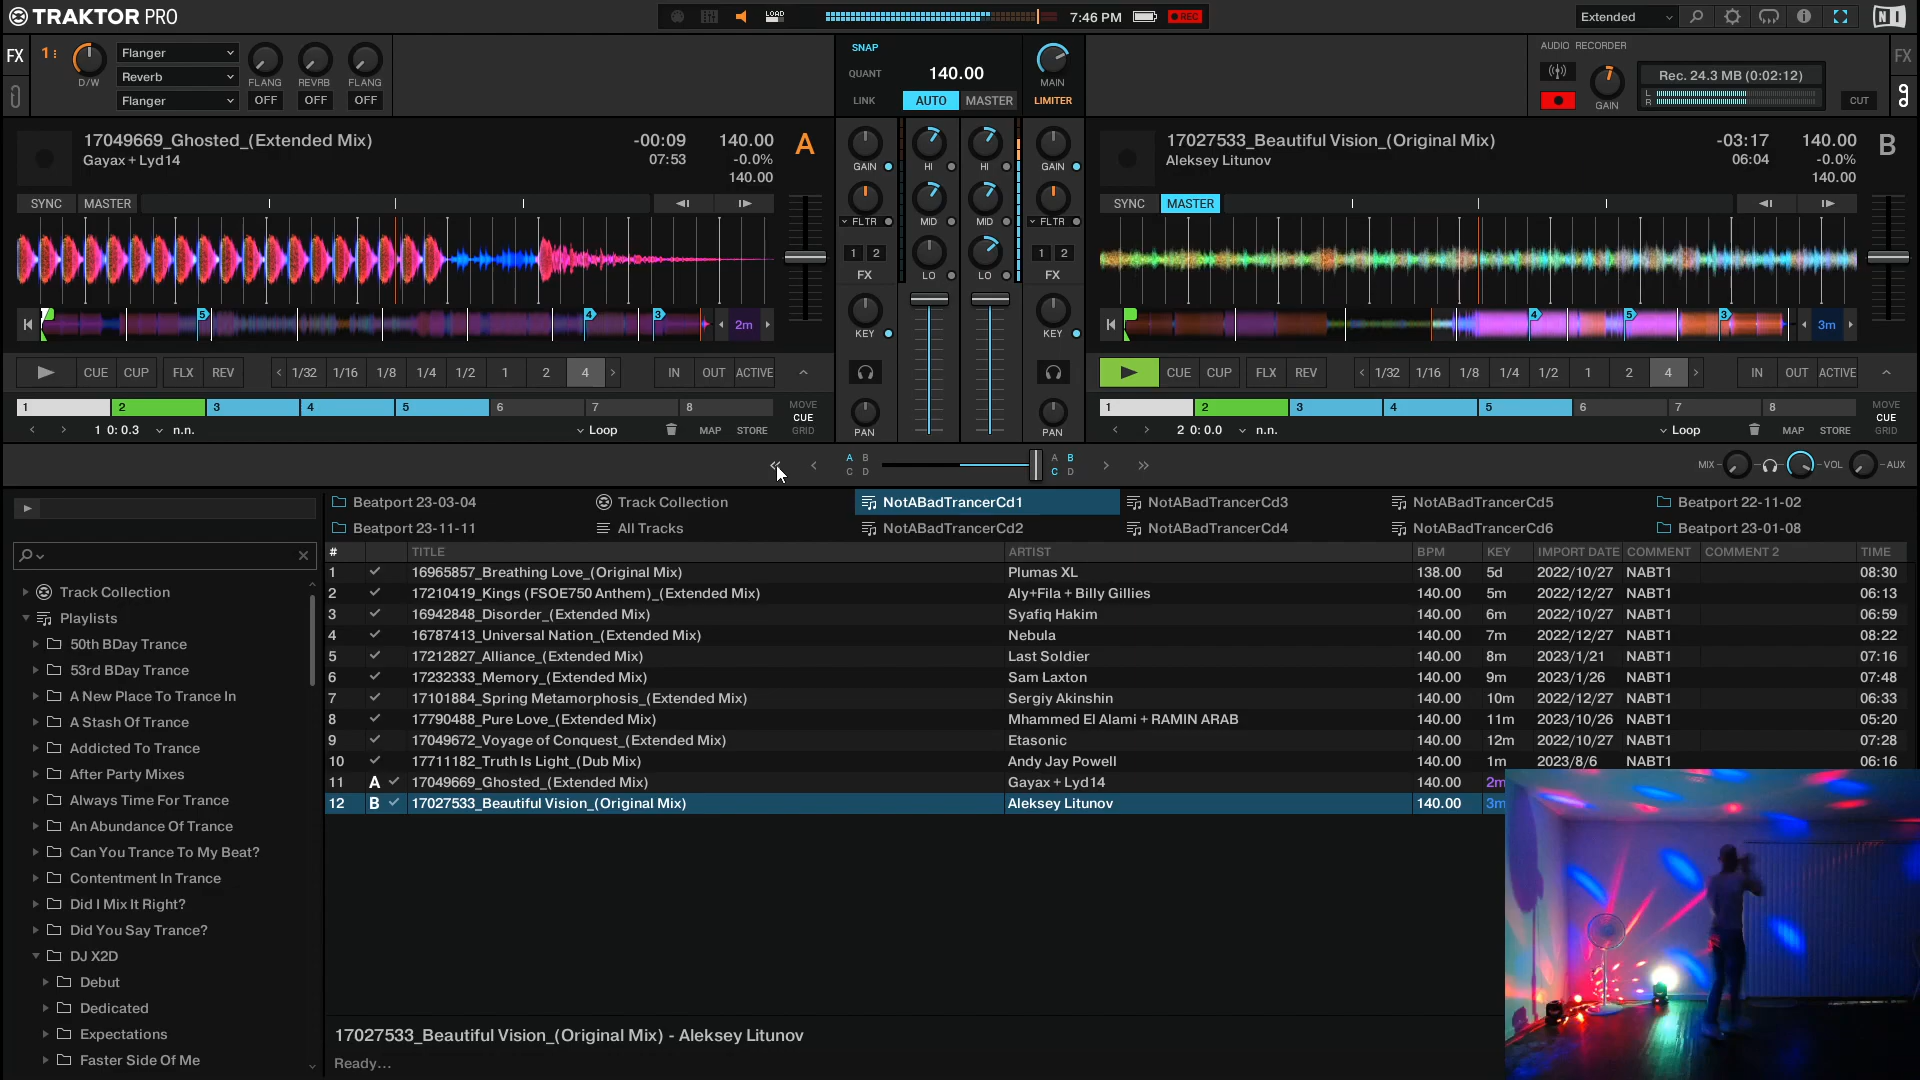 TRAKTOR PRO
LOAD
7:46 PM
REC
Extended
FX
1
D/W
Flanger
Reverb
Flanger
FLANG
REVRB
FLANG
OFF
OFF
OFF
SNAP
QUANT
LINK
140.00
AUTO
MASTER
MAIN
LIMITER
AUDIO RECORDER
GAIN
Rec. 24.3 MB (0:02:12)
L
R
CUT
FX
17049669_Ghosted_(Extended Mix)
Gayax + Lyd14
-00:09
07:53
140.00
-0.0%
140.00
A
SYNC
MASTER
5
4
3
2m
CUE
CUP
FLX
REV
1/32
1/16
1/8
1/4
1/2
1
2
4
IN
OUT
ACTIVE
1
2
3
4
5
6
7
8
MOVE
CUE
GRID
1 0: 0.3
n.n.
Loop
MAP
STORE
GAIN
HI
HI
GAIN
FLTR
MID
MID
FLTR
1 2
FX
LO
LO
1 2
FX
KEY
KEY
PAN
PAN
17027533_Beautiful Vision_(Original Mix)
Aleksey Litunov
-03:17
06:04
140.00
-0.0%
140.00
B
SYNC
MASTER
4
5
3
3m
CUE
CUP
FLX
REV
1/32
1/16
1/8
1/4
1/2
1
2
4
IN
OUT
ACTIVE
1
2
3
4
5
6
7
8
MOVE
CUE
GRID
2 0: 0.0
n.n.
Loop
MAP
STORE
A B
C D
A B
C D
MIX
VOL
AUX
Beatport 23-03-04
Track Collection
NotABadTrancerCd1
NotABadTrancerCd3
NotABadTrancerCd5
Beatport 22-11-02
Beatport 23-11-11
All Tracks
NotABadTrancerCd2
NotABadTrancerCd4
NotABadTrancerCd6
Beatport 23-01-08
Track Collection
Playlists
50th BDay Trance
53rd BDay Trance
A New Place To Trance In
A Stash Of Trance
Addicted To Trance
After Party Mixes
Always Time For Trance
An Abundance Of Trance
Can You Trance To My Beat?
Contentment In Trance
Did I Mix It Right?
Did You Say Trance?
DJ X2D
Debut
Dedicated
Expectations
Faster Side Of Me
# TITLE ARTIST BPM KEY IMPORT DATE COMMENT COMMENT 2 TIME
1 16965857_Breathing Love_(Original Mix) Plumas XL 138.00 5d 2022/10/27 NABT1 08:30
2 17210419_Kings (FSOE750 Anthem)_(Extended Mix) Aly+Fila + Billy Gillies 140.00 5m 2022/12/27 NABT1 06:13
3 16942848_Disorder_(Extended Mix) Syafiq Hakim 140.00 6m 2022/10/27 NABT1 06:59
4 16787413_Universal Nation_(Extended Mix) Nebula 140.00 7m 2022/12/27 NABT1 08:22
5 17212827_Alliance_(Extended Mix) Last Soldier 140.00 8m 2023/1/21 NABT1 07:16
6 17232333_Memory_(Extended Mix) Sam Laxton 140.00 9m 2023/1/26 NABT1 07:48
7 17101884_Spring Metamorphosis_(Extended Mix) Sergiy Akinshin 140.00 10m 2022/12/27 NABT1 06:33
8 17790488_Pure Love_(Extended Mix) Mhammed El Alami + RAMIN ARAB 140.00 11m 2023/10/26 NABT1 05:20
9 17049672_Voyage of Conquest_(Extended Mix) Etasonic 140.00 12m 2022/10/27 NABT1 07:28
10 17711182_Truth Is Light_(Dub Mix) Andy Jay Powell 140.00 1m 2023/8/6 NABT1 06:16
11 A 17049669_Ghosted_(Extended Mix) Gayax + Lyd14 140.00 2m
12 B 17027533_Beautiful Vision_(Original Mix) Aleksey Litunov 140.00 3m
17027533_Beautiful Vision_(Original Mix) - Aleksey Litunov
Ready...